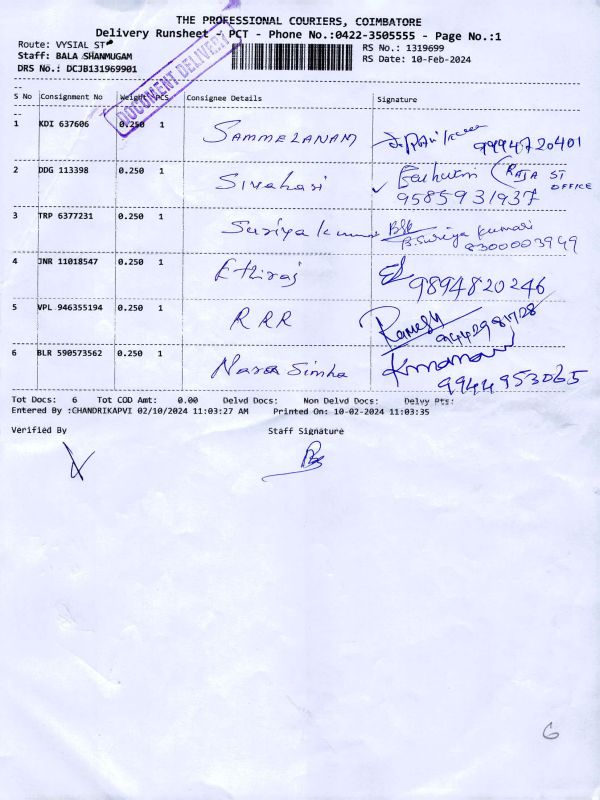 THE PROFESSIONAL COURIERS, COIMBATORE
Delivery Runsheet - PCT - Phone No.:0422-3505555 - Page No.:1
Route: VYSIAL ST
RS No.: 1319699
Staff: BALA SHANMUGAM
RS Date: 10-Feb-2024
DRS No.: DCJB131969901
DOCUMENT DELIVERY
S No Consignment No Weight PCS Consignee Details Signature
1 KDI 637606 0.250 1 SAMMELANAM
9994720401
2 DDG 113398 0.250 1 Sivakasi (RAJA ST
OFFICE
9585931937
3 TRP 6377231 0.250 1 Suriya kumar BSK
B.Suriya kumari
8300003949
4 JNR 11018547 0.250 1 Ethiraj
9894820246
5 VPL 946355194 0.250 1 RRR Ramesh
6 BLR 590573562 0.250 1 Narasimha
9944953065
Tot Docs: 6 Tot COD Amt: 0.00 Delvd Docs: Non Delvd Docs: Delvy Pts:
Entered By :CHANDRIKAPVI 02/10/2024 11:03:27 AM Printed On: 10-02-2024 11:03:35
Verified By Staff Signature
6